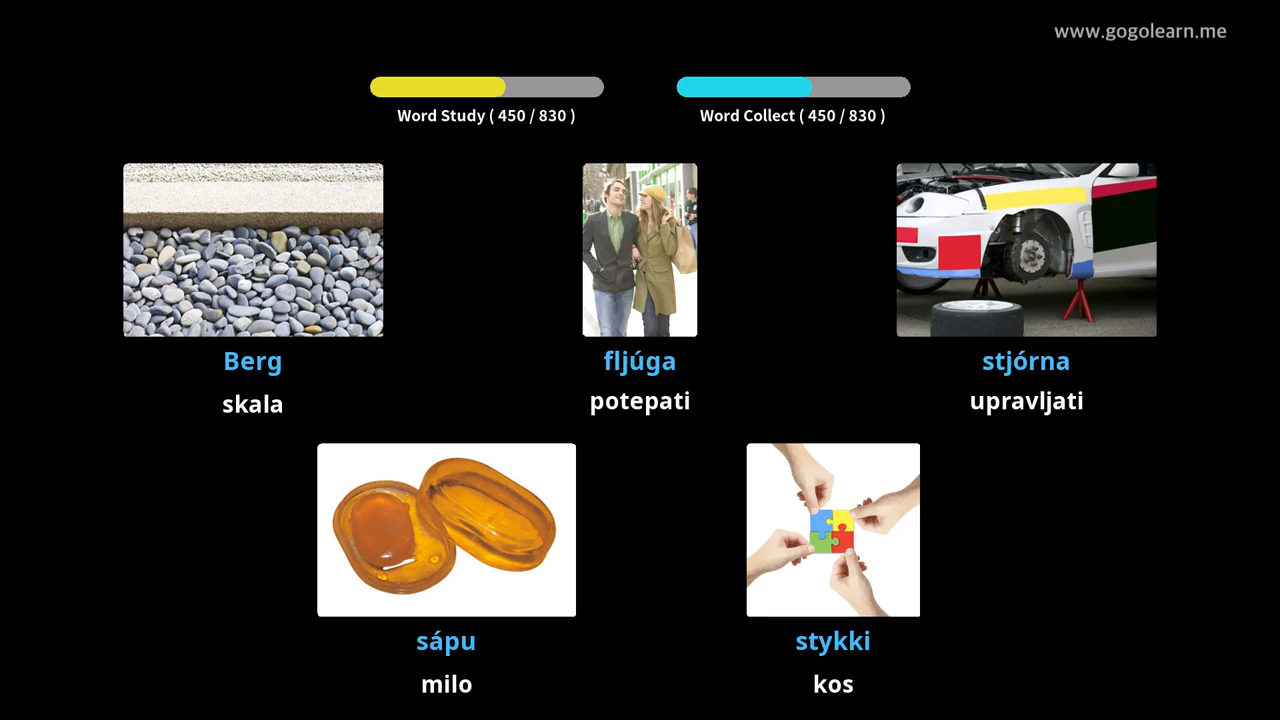 www.gogolearn.me
Word Study ( 450 / 830 )
Word Collect ( 450 / 830 )
Berg
skala
fljúga
potepati
stjórna
upravljati
sápu
milo
stykki
kos